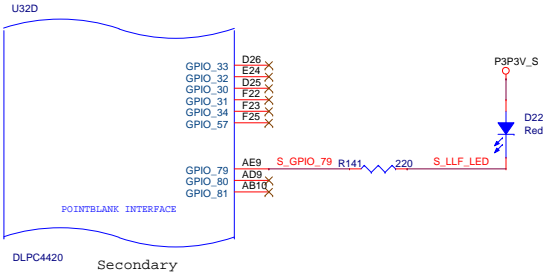 U32D
GPIO_33 D26
GPIO_32 E24
GPIO_30 D25
GPIO_31 F22
GPIO_34 F23
GPIO_57 F25
P3P3V_S
D22
Red
GPIO_79 AE9 S_GPIO_79 R141 220 S_LLF_LED
GPIO_80 AD9
GPIO_81 AB10
POINTBLANK INTERFACE
DLPC4420
Secondary